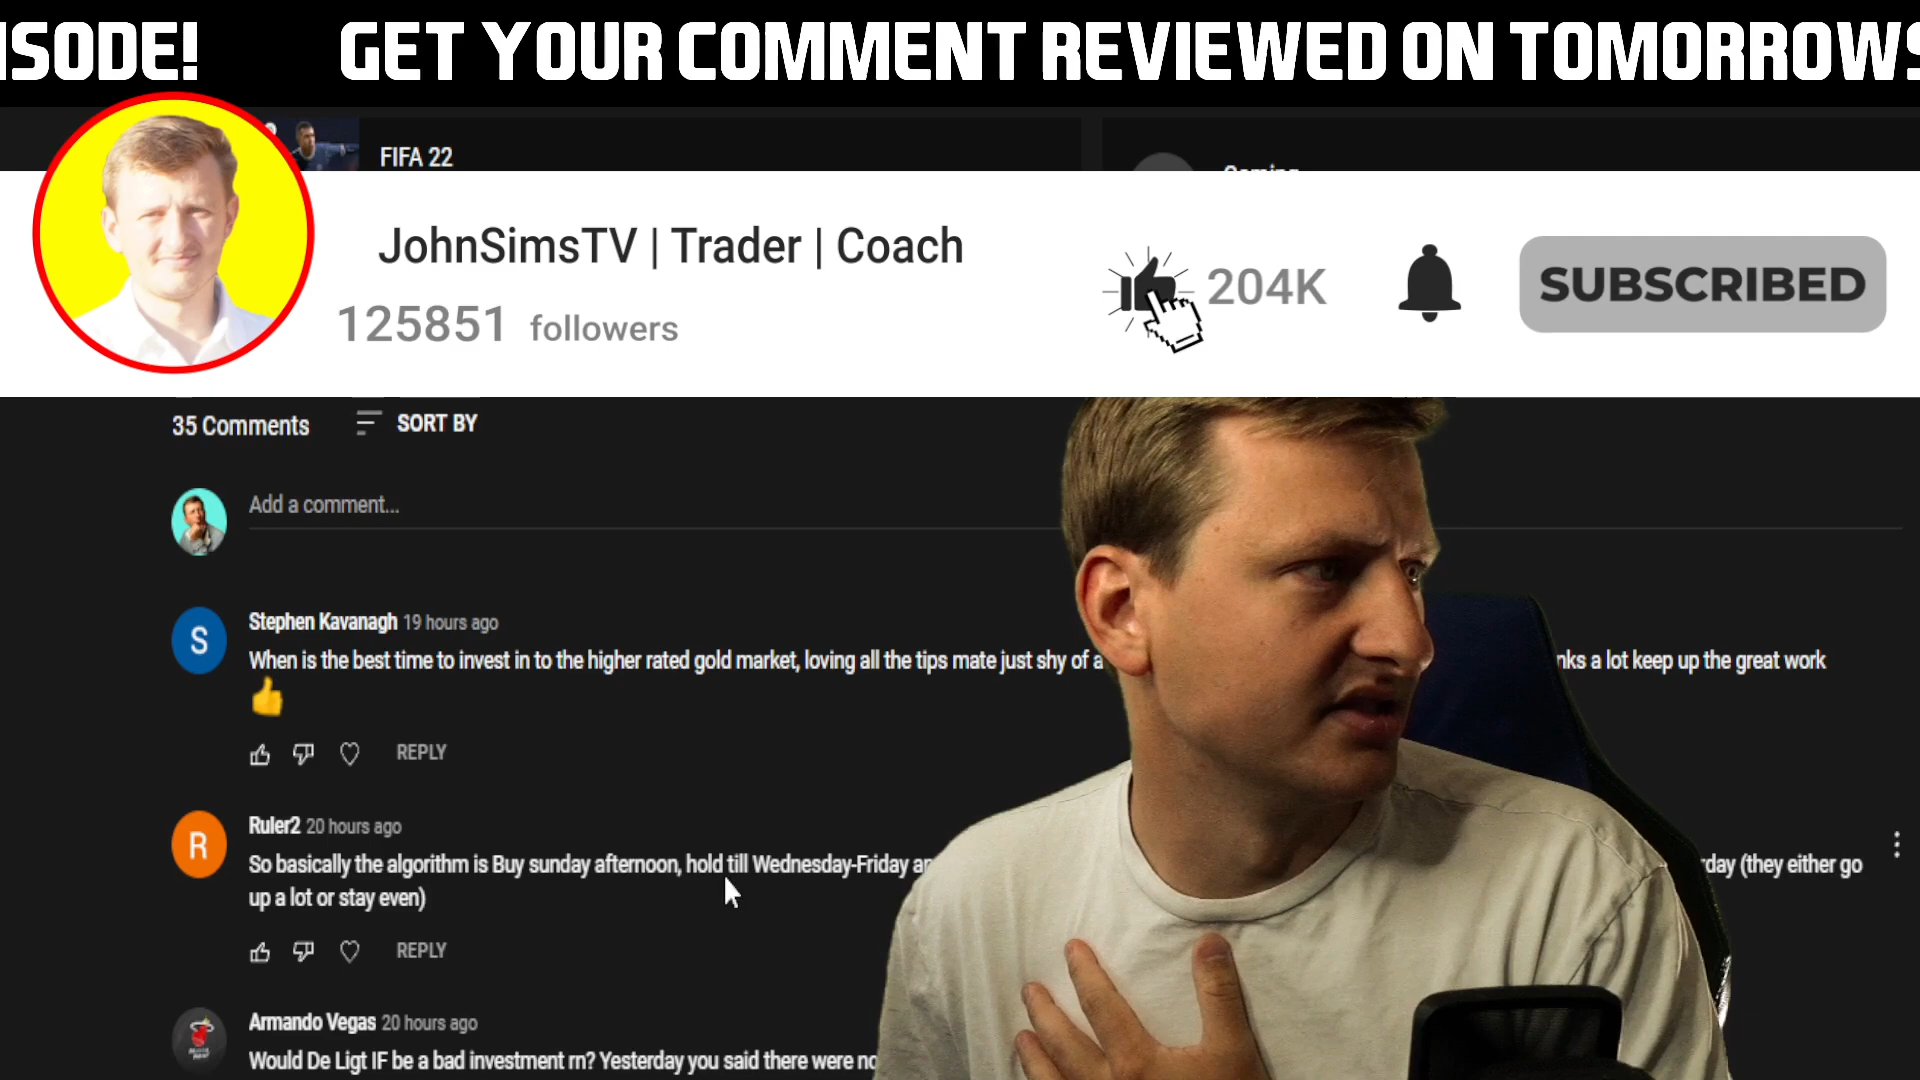 ISODE! GET YOUR COMMENT REVIEWED ON TOMORROWS
FIFA 22
Gaming
JohnSimsTV | Trader | Coach
125851 followers
204K
SUBSCRIBED
35 Comments SORT BY
Add a comment...
S
Stephen Kavanagh 19 hours ago
When is the best time to invest in to the higher rated gold market, loving all the tips mate just shy of a nks a lot keep up the great work
REPLY
R
Ruler2 20 hours ago
So basically the algorithm is Buy sunday afternoon, hold till Wednesday-Friday a rday (they either go
up a lot or stay even)
REPLY
Armando Vegas 20 hours ago
Would De Ligt IF be a bad investment rn? Yesterday you said there were no